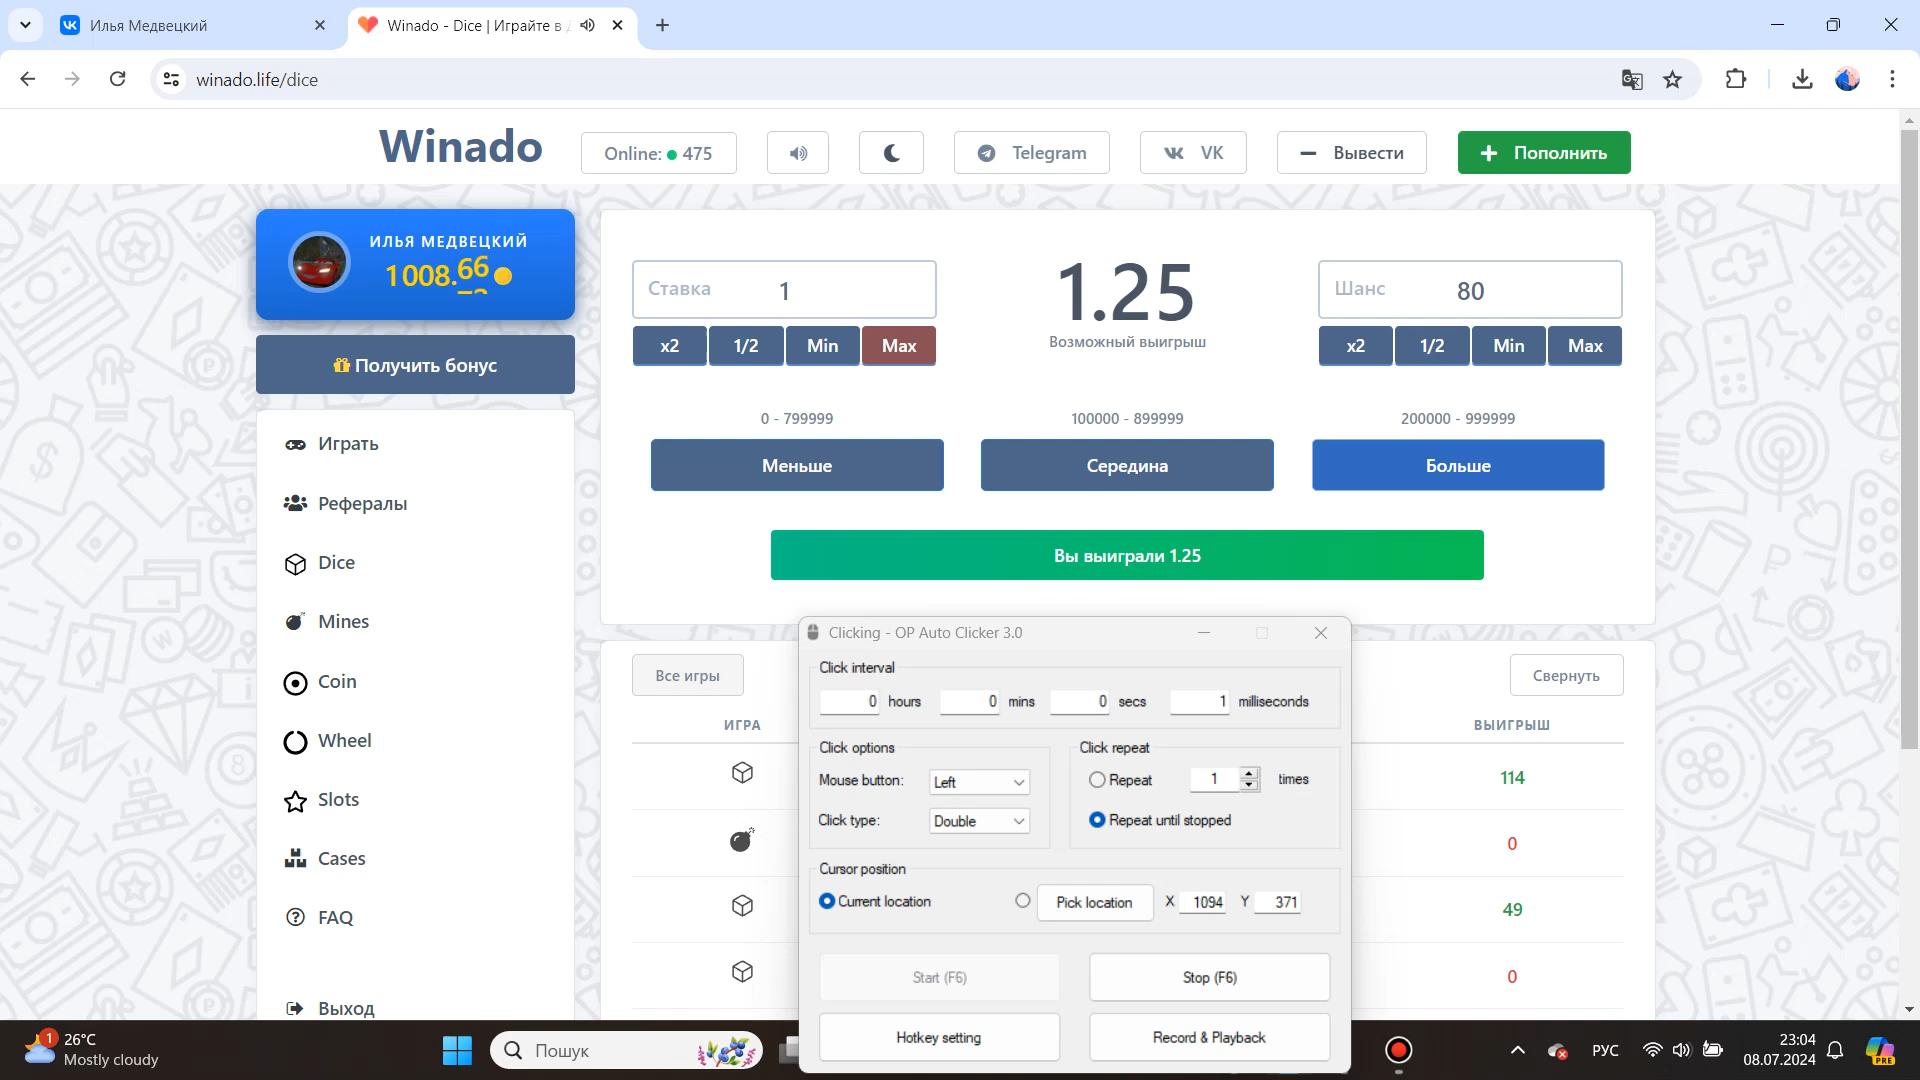 Илья Медвецкий
Winado - Dice | Играйте в
winado.life/dice
Winado
Online: 475
Telegram
VK
Вывести
Пополнить
ИЛЬЯ МЕДВЕЦКИЙ
1008.66
Получить бонус
Играть
Рефералы
Dice
Mines
Coin
Wheel
Slots
Cases
FAQ
Выход
Ставка 1
x2 1/2 Min Max
1.25
Возможный выигрыш
Шанс 80
x2 1/2 Min Max
0 - 799999
100000 - 899999
200000 - 999999
Меньше
Середина
Больше
Вы выиграли 1.25
Все игры
Свернуть
ИГРА
ВЫИГРЫШ
114
0
49
0
Clicking - OP Auto Clicker 3.0
Click interval
0 hours 0 mins 0 secs 1 milliseconds
Click options
Mouse button: Left
Click type: Double
Click repeat
Repeat 1 times
Repeat until stopped
Cursor position
Current location
Pick location X 1094 Y 371
Start (F6)
Stop (F6)
Hotkey setting
Record & Playback
1
26°C
Mostly cloudy
Пошук
РУС
23:04
08.07.2024
PRE